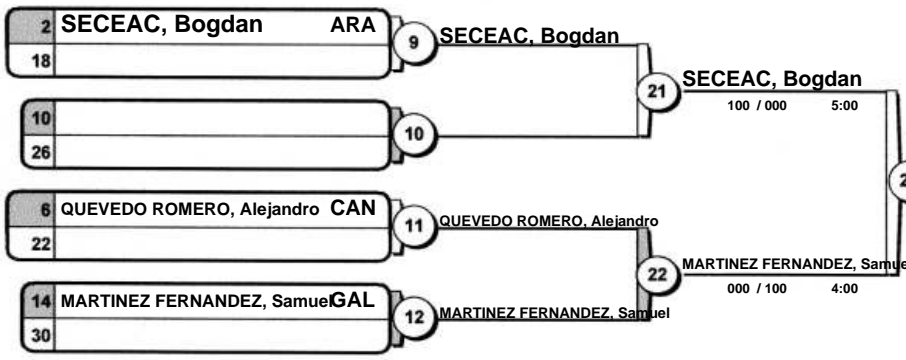 2 SECEAC, Bogdan ARA
18
9 SECEAC, Bogdan
10
26
10
21 SECEAC, Bogdan
100 / 000 5:00
6 QUEVEDO ROMERO, Alejandro CAN
22
11 QUEVEDO ROMERO, Alejandro
14 MARTINEZ FERNANDEZ, Samuel GAL
30
12 MARTINEZ FERNANDEZ, Samuel
22 MARTINEZ FERNANDEZ, Samue
000 / 100 4:00